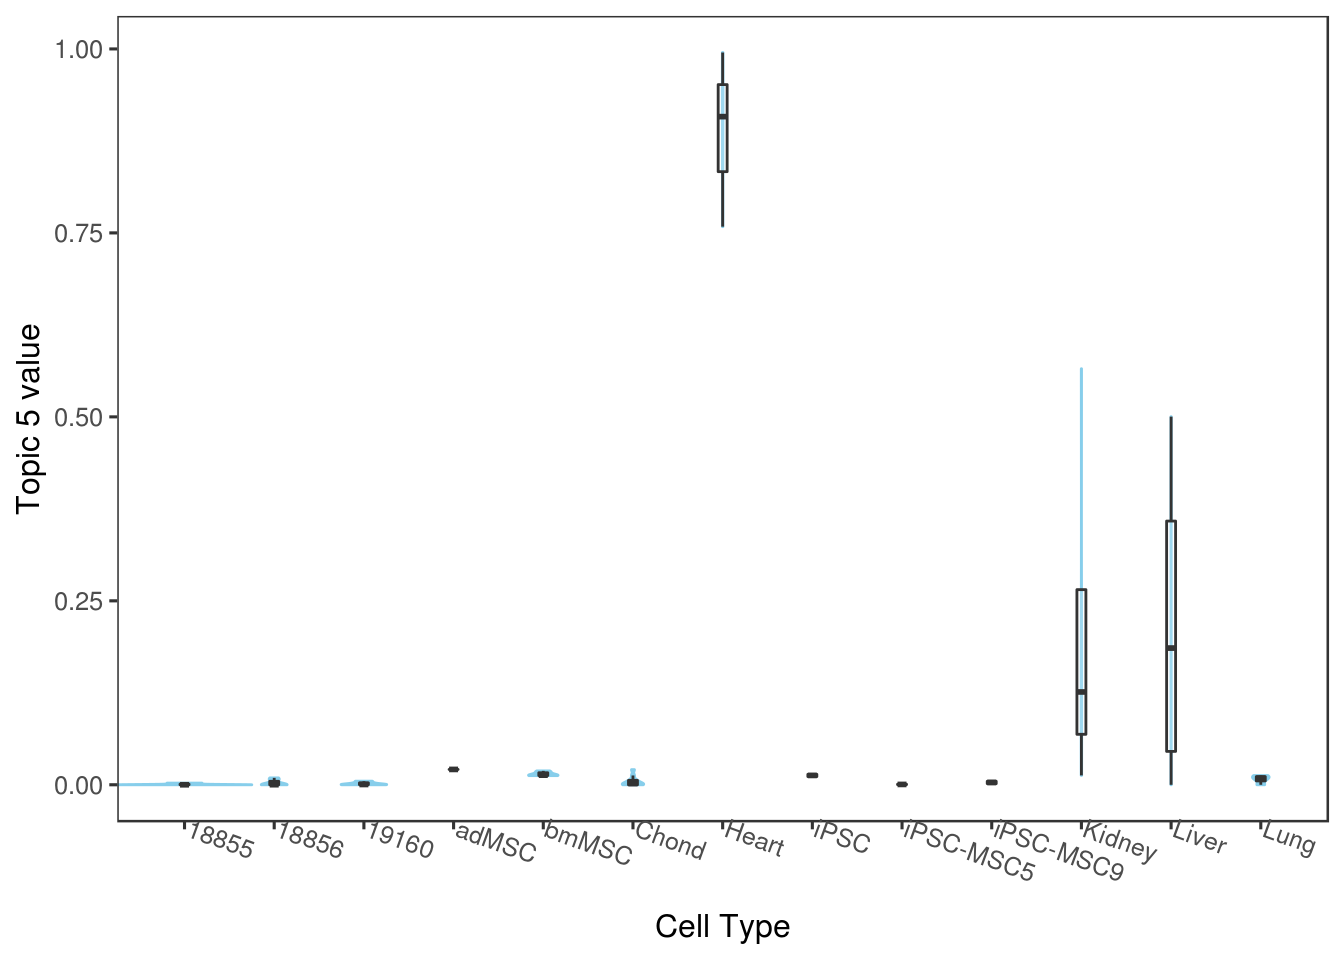 1.00
0.75
0.50
0.25
0.00
Topic 5 value
18855
18856
19160
adMSC
bmMSC
Chond
Heart
iPSC
iPSC-MSC5
iPSC-MSC9
Kidney
Liver
Lung
Cell Type